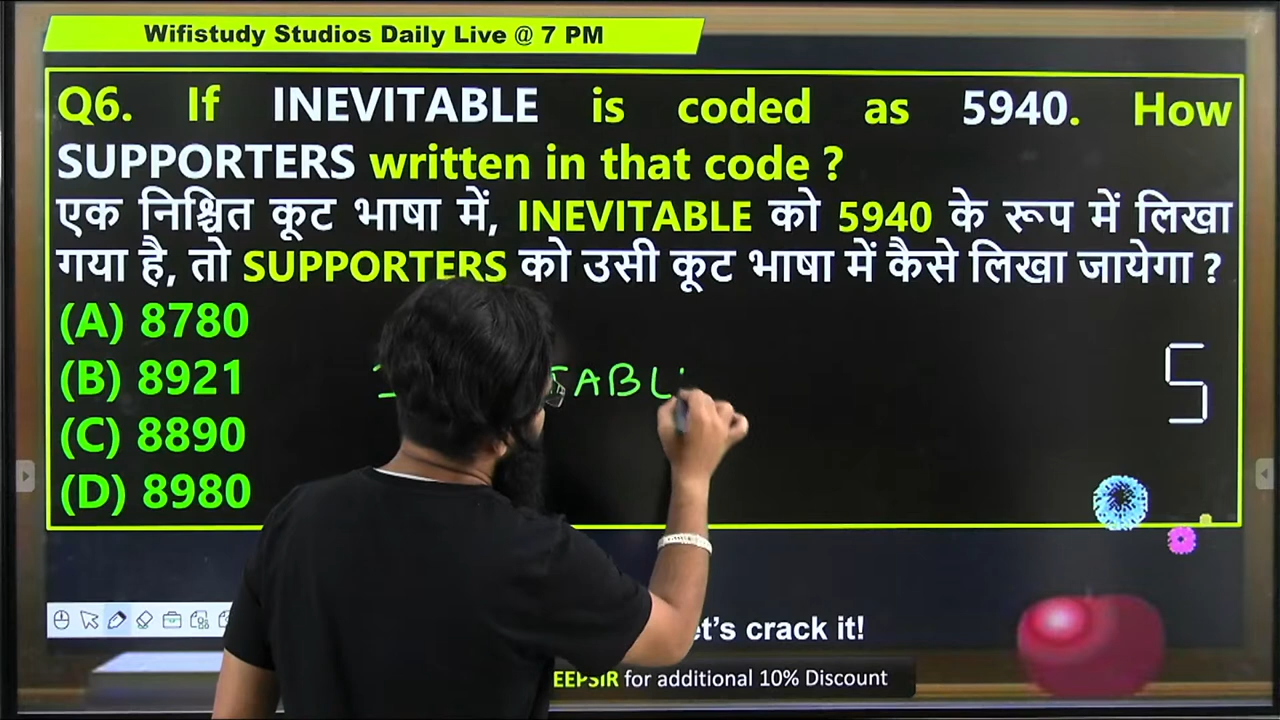 Wifistudy Studios Daily Live @ 7 PM
Q6. If INEVITABLE is coded as 5940. How
SUPPORTERS written in that code ?
एक निश्चित कूट भाषा में, INEVITABLE को 5940 के रूप में लिखा
गया है, तो SUPPORTERS को उसी कूट भाषा में कैसे लिखा जायेगा ?
(A) 8780
(B) 8921
(C) 8890
(D) 8980
TABL
5
et's crack it!
EEPSIR for additional 10% Discount